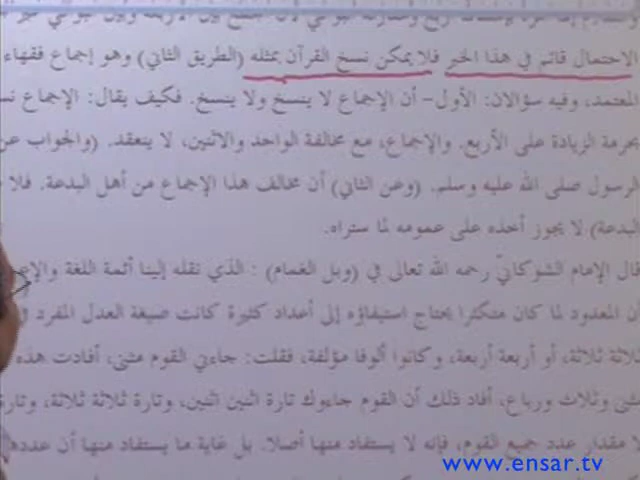 الاحتمال قائم في هذا الخبر فلا يمكن نسخ القرآن بمثله (الطريق الثاني) وهو إجماع فقهاء
المعتمد، وفيه سؤالان: الأول- أن الإجماع لا ينسخ ولا ينسخ. فكيف يقال: الإجماع نسخ
بحرمة الزيادة على الأربع. والإجماع، مع مخالفة الواحد والاثنين، لا ينعقد. (والجواب عن
الرسول صلى الله عليه وسلم. (وعن الثاني) أن مخالف هذا الإجماع من أهل البدعة. فلا
البدعة) لا يجوز أخذه على عمومه لما ستراه.
قال الإمام الشوكانيّ رحمه الله تعالى في (وبل الغمام) : الذي نقله إلينا أئمة اللغة
أن المعدود لما كان متكثرا يحتاج استيفاؤه إلى أعداد كثيرة كانت صيغة العدل المفرد
ثلاثة ثلاثة، أو أربعة أربعة، وكانوا ألوفا مؤلفة، فقلت: جاءني القوم مثنى، أفادت هذه
مثنى وثلاث ورباع، أفاد ذلك أن القوم جاءوك تارة اثنين اثنين، وتارة ثلاثة ثلاثة، وتارة
لا مقدار عدد جميع القوم، فإنه لا يستفاد منها أصلا. بل غاية ما يستفاد منها أن عددهم
www.ensar.tv